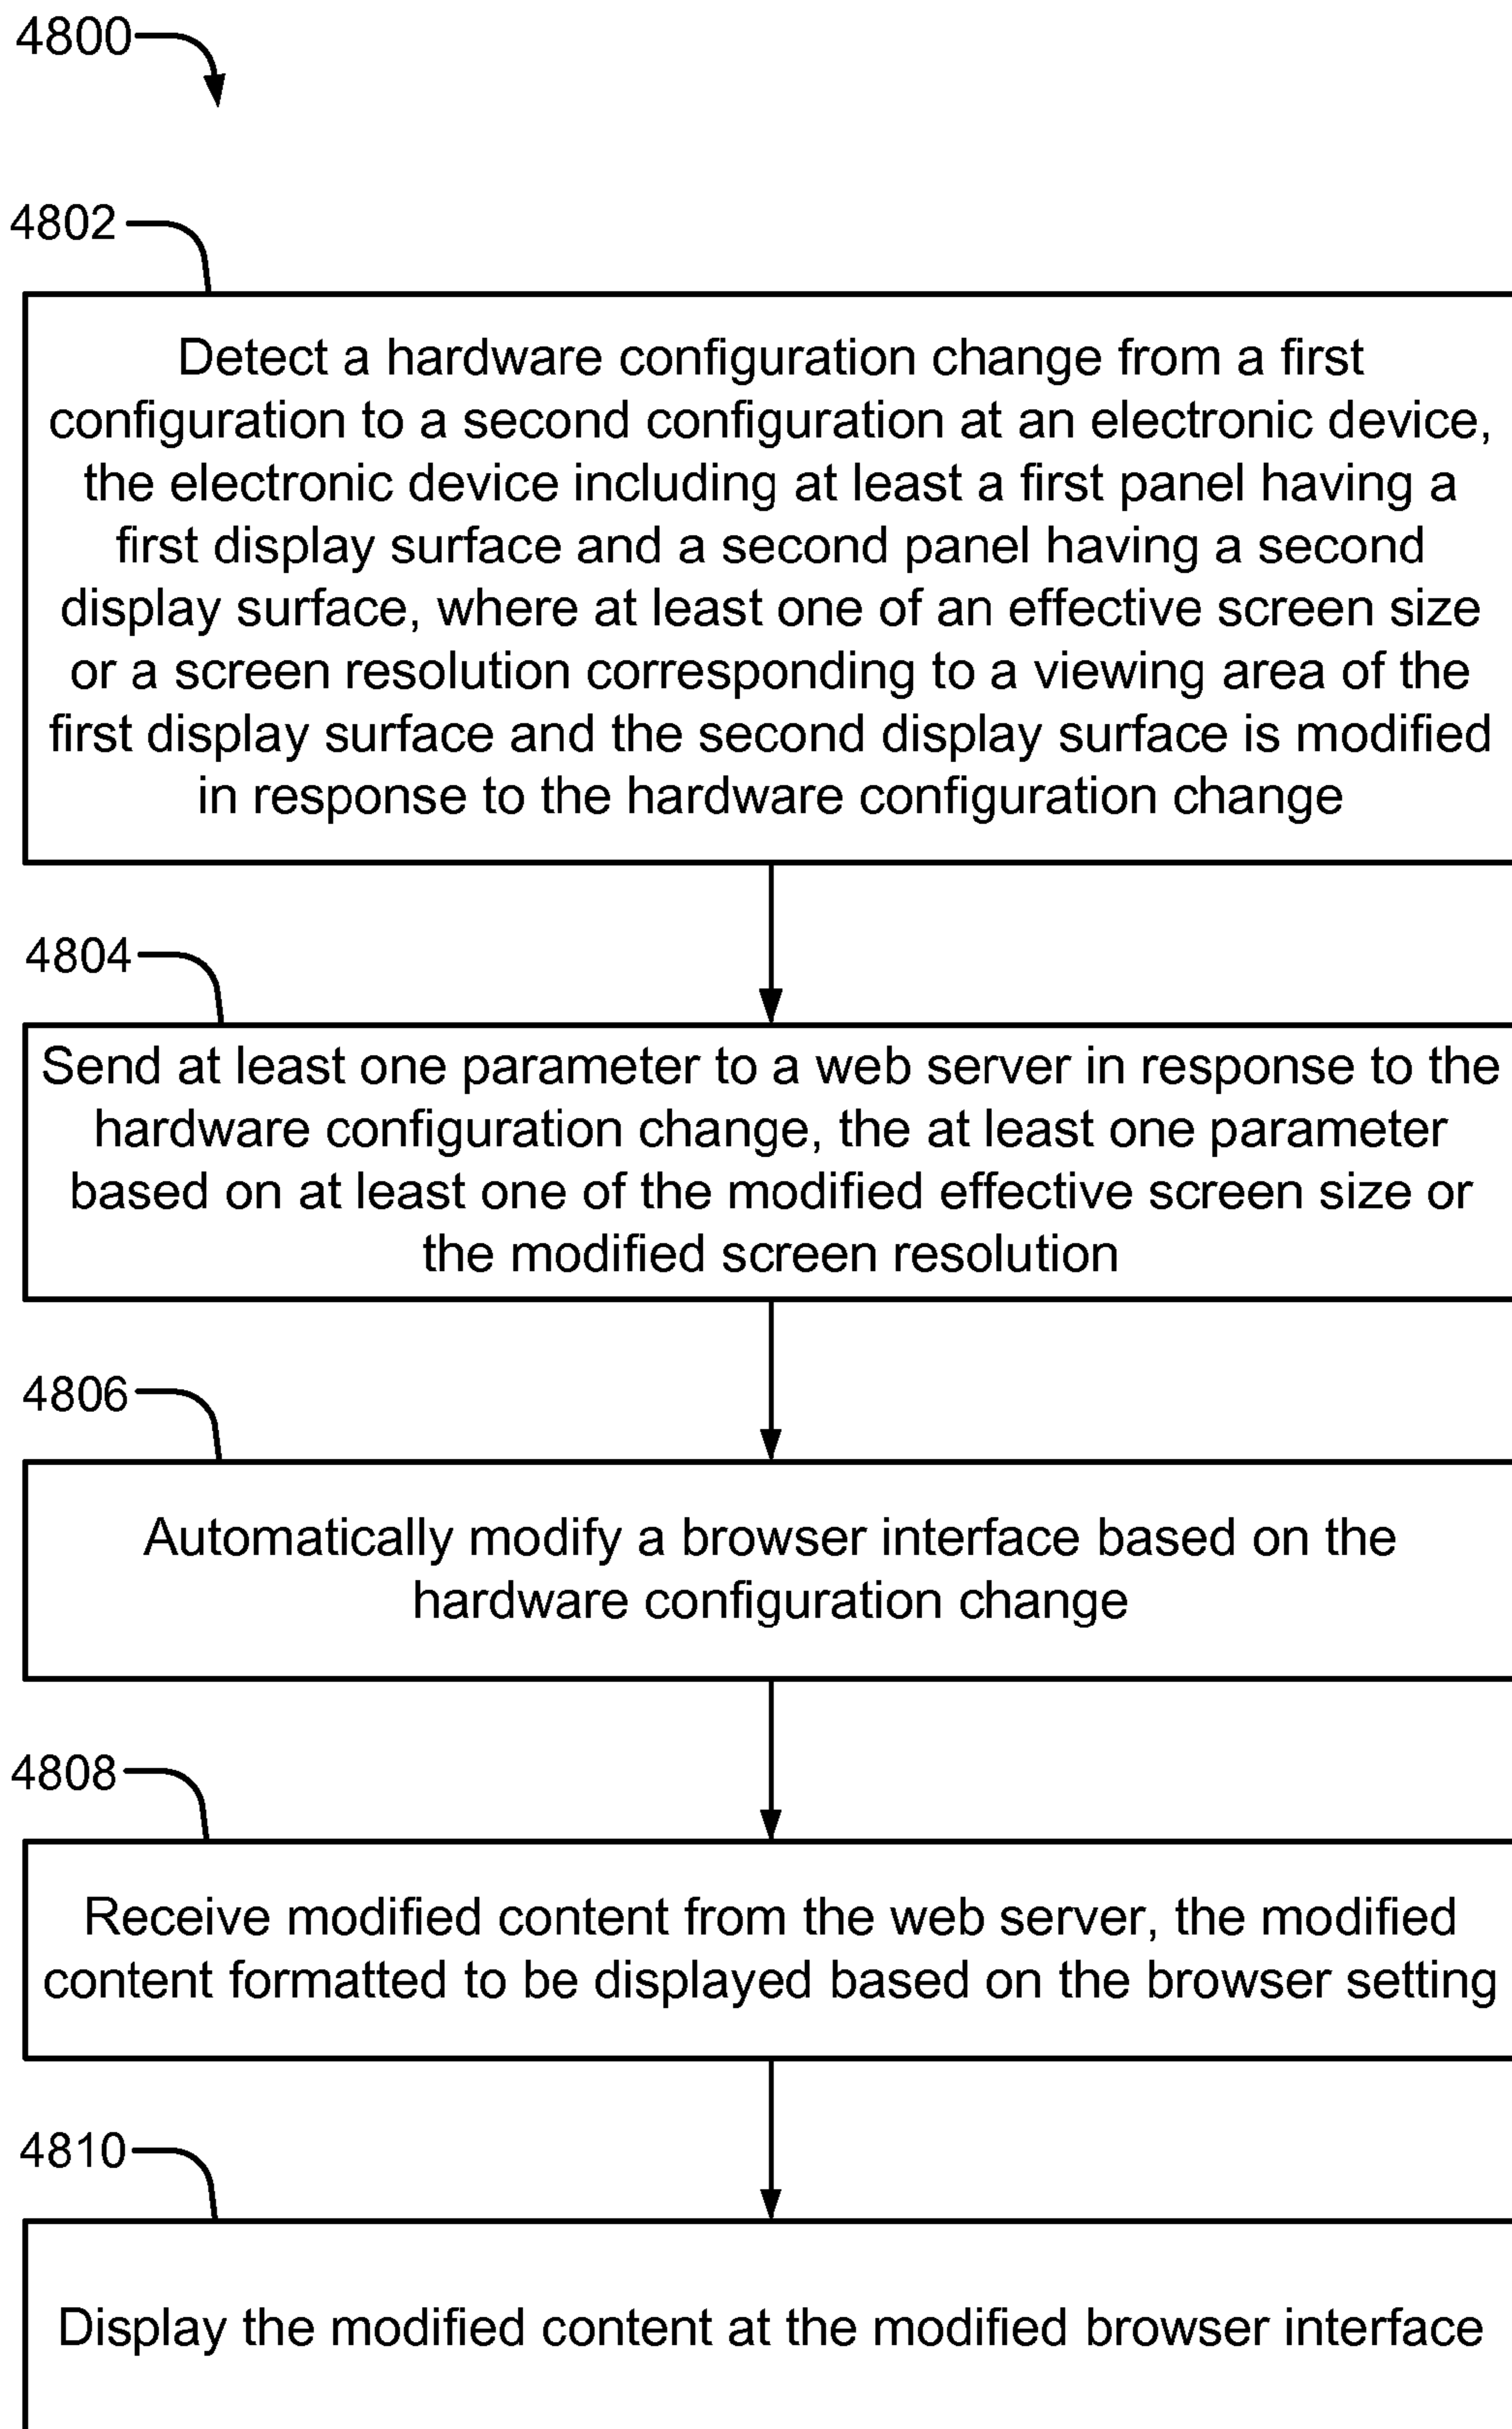 4800
4802
Detect a hardware configuration change from a first
configuration to a second configuration at an electronic device,
the electronic device including at least a first panel having a
first display surface and a second panel having a second
display surface, where at least one of an effective screen size
or a screen resolution corresponding to a viewing area of the
first display surface and the second display surface is modified
in response to the hardware configuration change
4804
Send at least one parameter to a web server in response to the
hardware configuration change, the at least one parameter
based on at least one of the modified effective screen size or
the modified screen resolution
4806
Automatically modify a browser interface based on the
hardware configuration change
4808
Receive modified content from the web server, the modified
content formatted to be displayed based on the browser setting
4810
Display the modified content at the modified browser interface